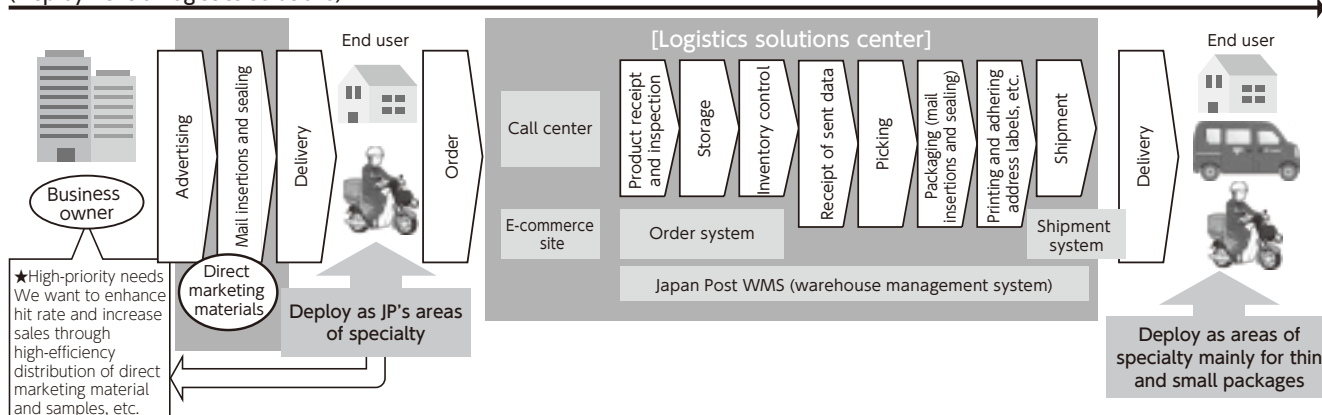 Business
owner
★High-priority needs
We want to enhance
hit rate and increase
sales through
high-efficiency
distribution of direct
marketing material
and samples, etc.
Advertising
Mail insertions and sealing
Direct
marketing
materials
Delivery
End user
Deploy as JP’s areas
of specialty
Order
[Logistics solutions center]
Call center
E-commerce
site
Product receipt
and inspection
Storage
Inventory control
Receipt of sent data
Picking
Packaging (mail
insertions and sealing)
Printing and adhering
address labels, etc.
Shipment
Order system
Shipment
system
Japan Post WMS (warehouse management system)
Delivery
End user
Deploy as areas of
specialty mainly for thin
and small packages